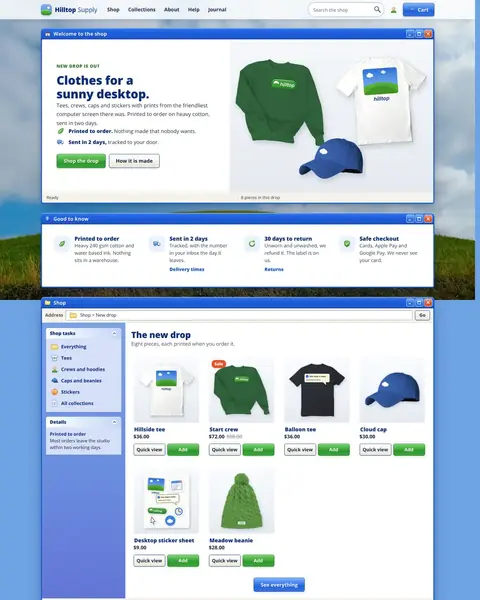 Hilltop Supply
Shop Collections About Help Journal
Search the shop
Cart
Welcome to the shop
NEW DROP IS OUT
Clothes for a
sunny desktop.
Tees, crews, caps and stickers with prints from the friendliest
computer screen there was. Printed to order on heavy cotton,
sent in two days.
Printed to order. Nothing made that nobody wants.
Sent in 2 days, tracked to your door.
Shop the drop
How it is made
hilltop
hilltop
Ready
8 pieces in this drop
Good to know
Printed to order
Heavy 240 gsm cotton and
water based ink. Nothing
sits in a warehouse.
Sent in 2 days
Tracked, with the number
in your inbox the day it
leaves.
Delivery times
30 days to return
Unworn and unwashed, we
refund it. The label is on
us.
Returns
Safe checkout
Cards, Apple Pay and
Google Pay. We never see
your card.
Shop
Address
Shop > New drop
Go
Shop tasks
Everything
Tees
Crews and hoodies
Caps and beanies
Stickers
All collections
Details
Printed to order
Most orders leave the studio
within two working days.
The new drop
Eight pieces, each printed when you order it.
Hillside tee
$36.00
Quick view
Add
Sale
Start crew
$72.00
Quick view
Add
Balloon tee
$36.00
Quick view
Add
Cloud cap
$30.00
Quick view
Add
Desktop sticker sheet
$9.00
Quick view
Add
Meadow beanie
$28.00
Quick view
Add
See everything